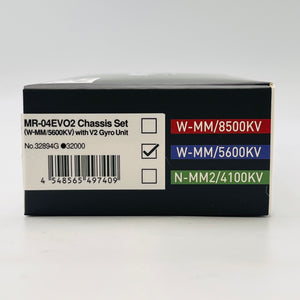 MR-04EVO2 Chassis Set
(W-MM/5600KV) with V2 Gyro Unit
No.32894G ●32000
4 548565 497409
W-MM/8500KV
W-MM/5600KV
N-MM2/4100KV